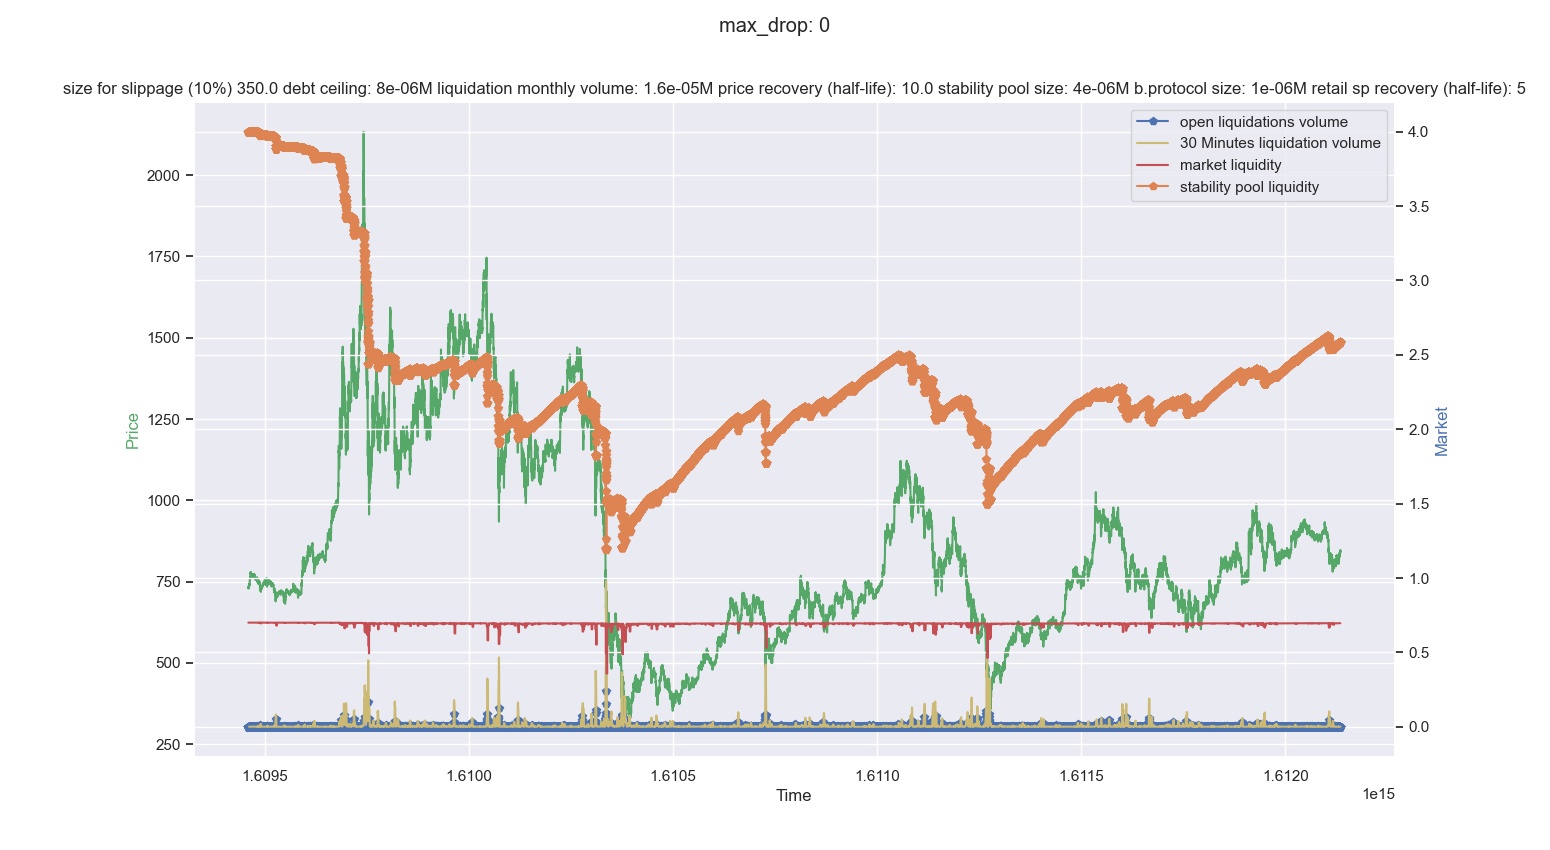 max_drop: 0
size for slippage (10%) 350.0 debt ceiling: 8e-06M liquidation monthly volume: 1.6e-05M price recovery (half-life): 10.0 stability pool size: 4e-06M b.protocol size: 1e-06M retail sp recovery (half-life): 5
open liquidations volume
30 Minutes liquidation volume
market liquidity
stability pool liquidity
2000
1750
1500
1250
1000
750
500
250
Price
4.0
3.5
3.0
2.5
2.0
1.5
1.0
0.5
0.0
Market
1.6095 1.6100 1.6105 1.6110 1.6115 1.6120
1e15
Time